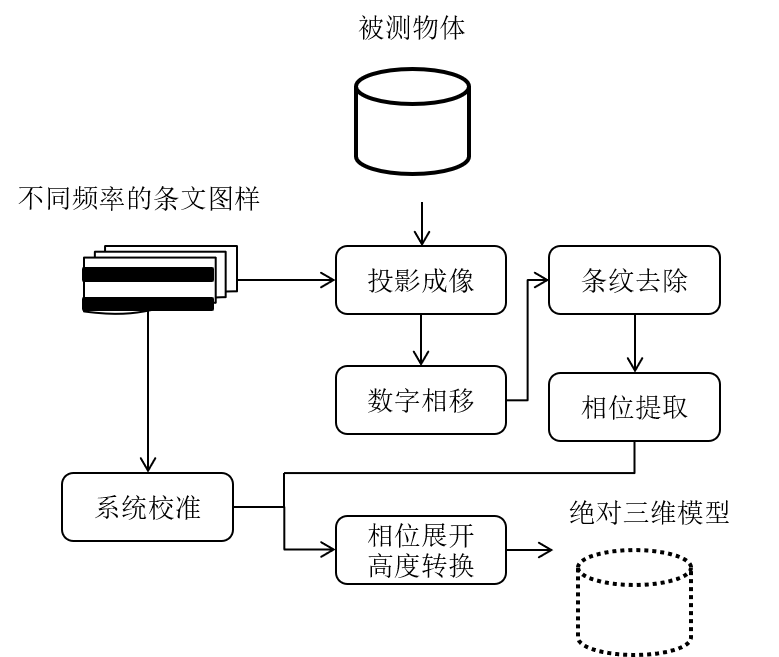 被测物体
不同频率的条文图样
投影成像
条纹去除
数字相移
相位提取
系统校准
绝对三维模型
相位展开
高度转换